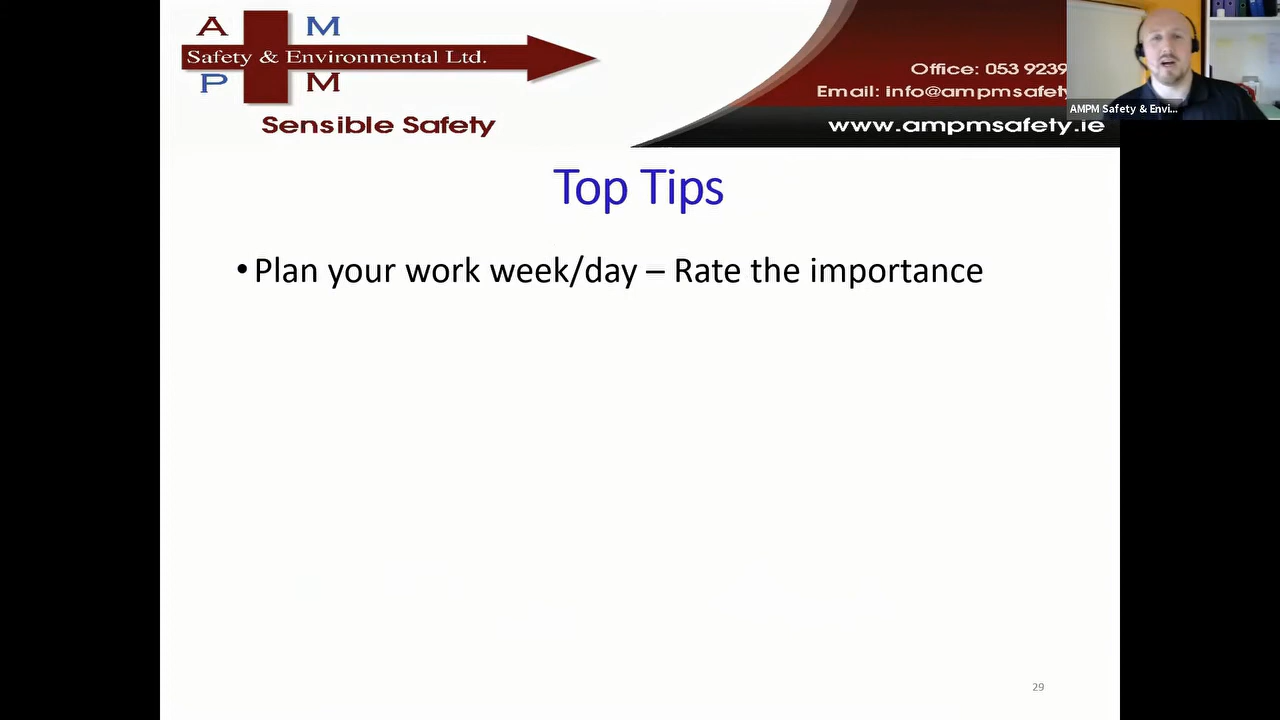 A M
Safety & Environmental Ltd.
P M
Sensible Safety
Office: 053 9239
Email: info@ampmsafety
www.ampmsafety.ie
AMPM Safety & Envi...
Top Tips
• Plan your work week/day – Rate the importance
29